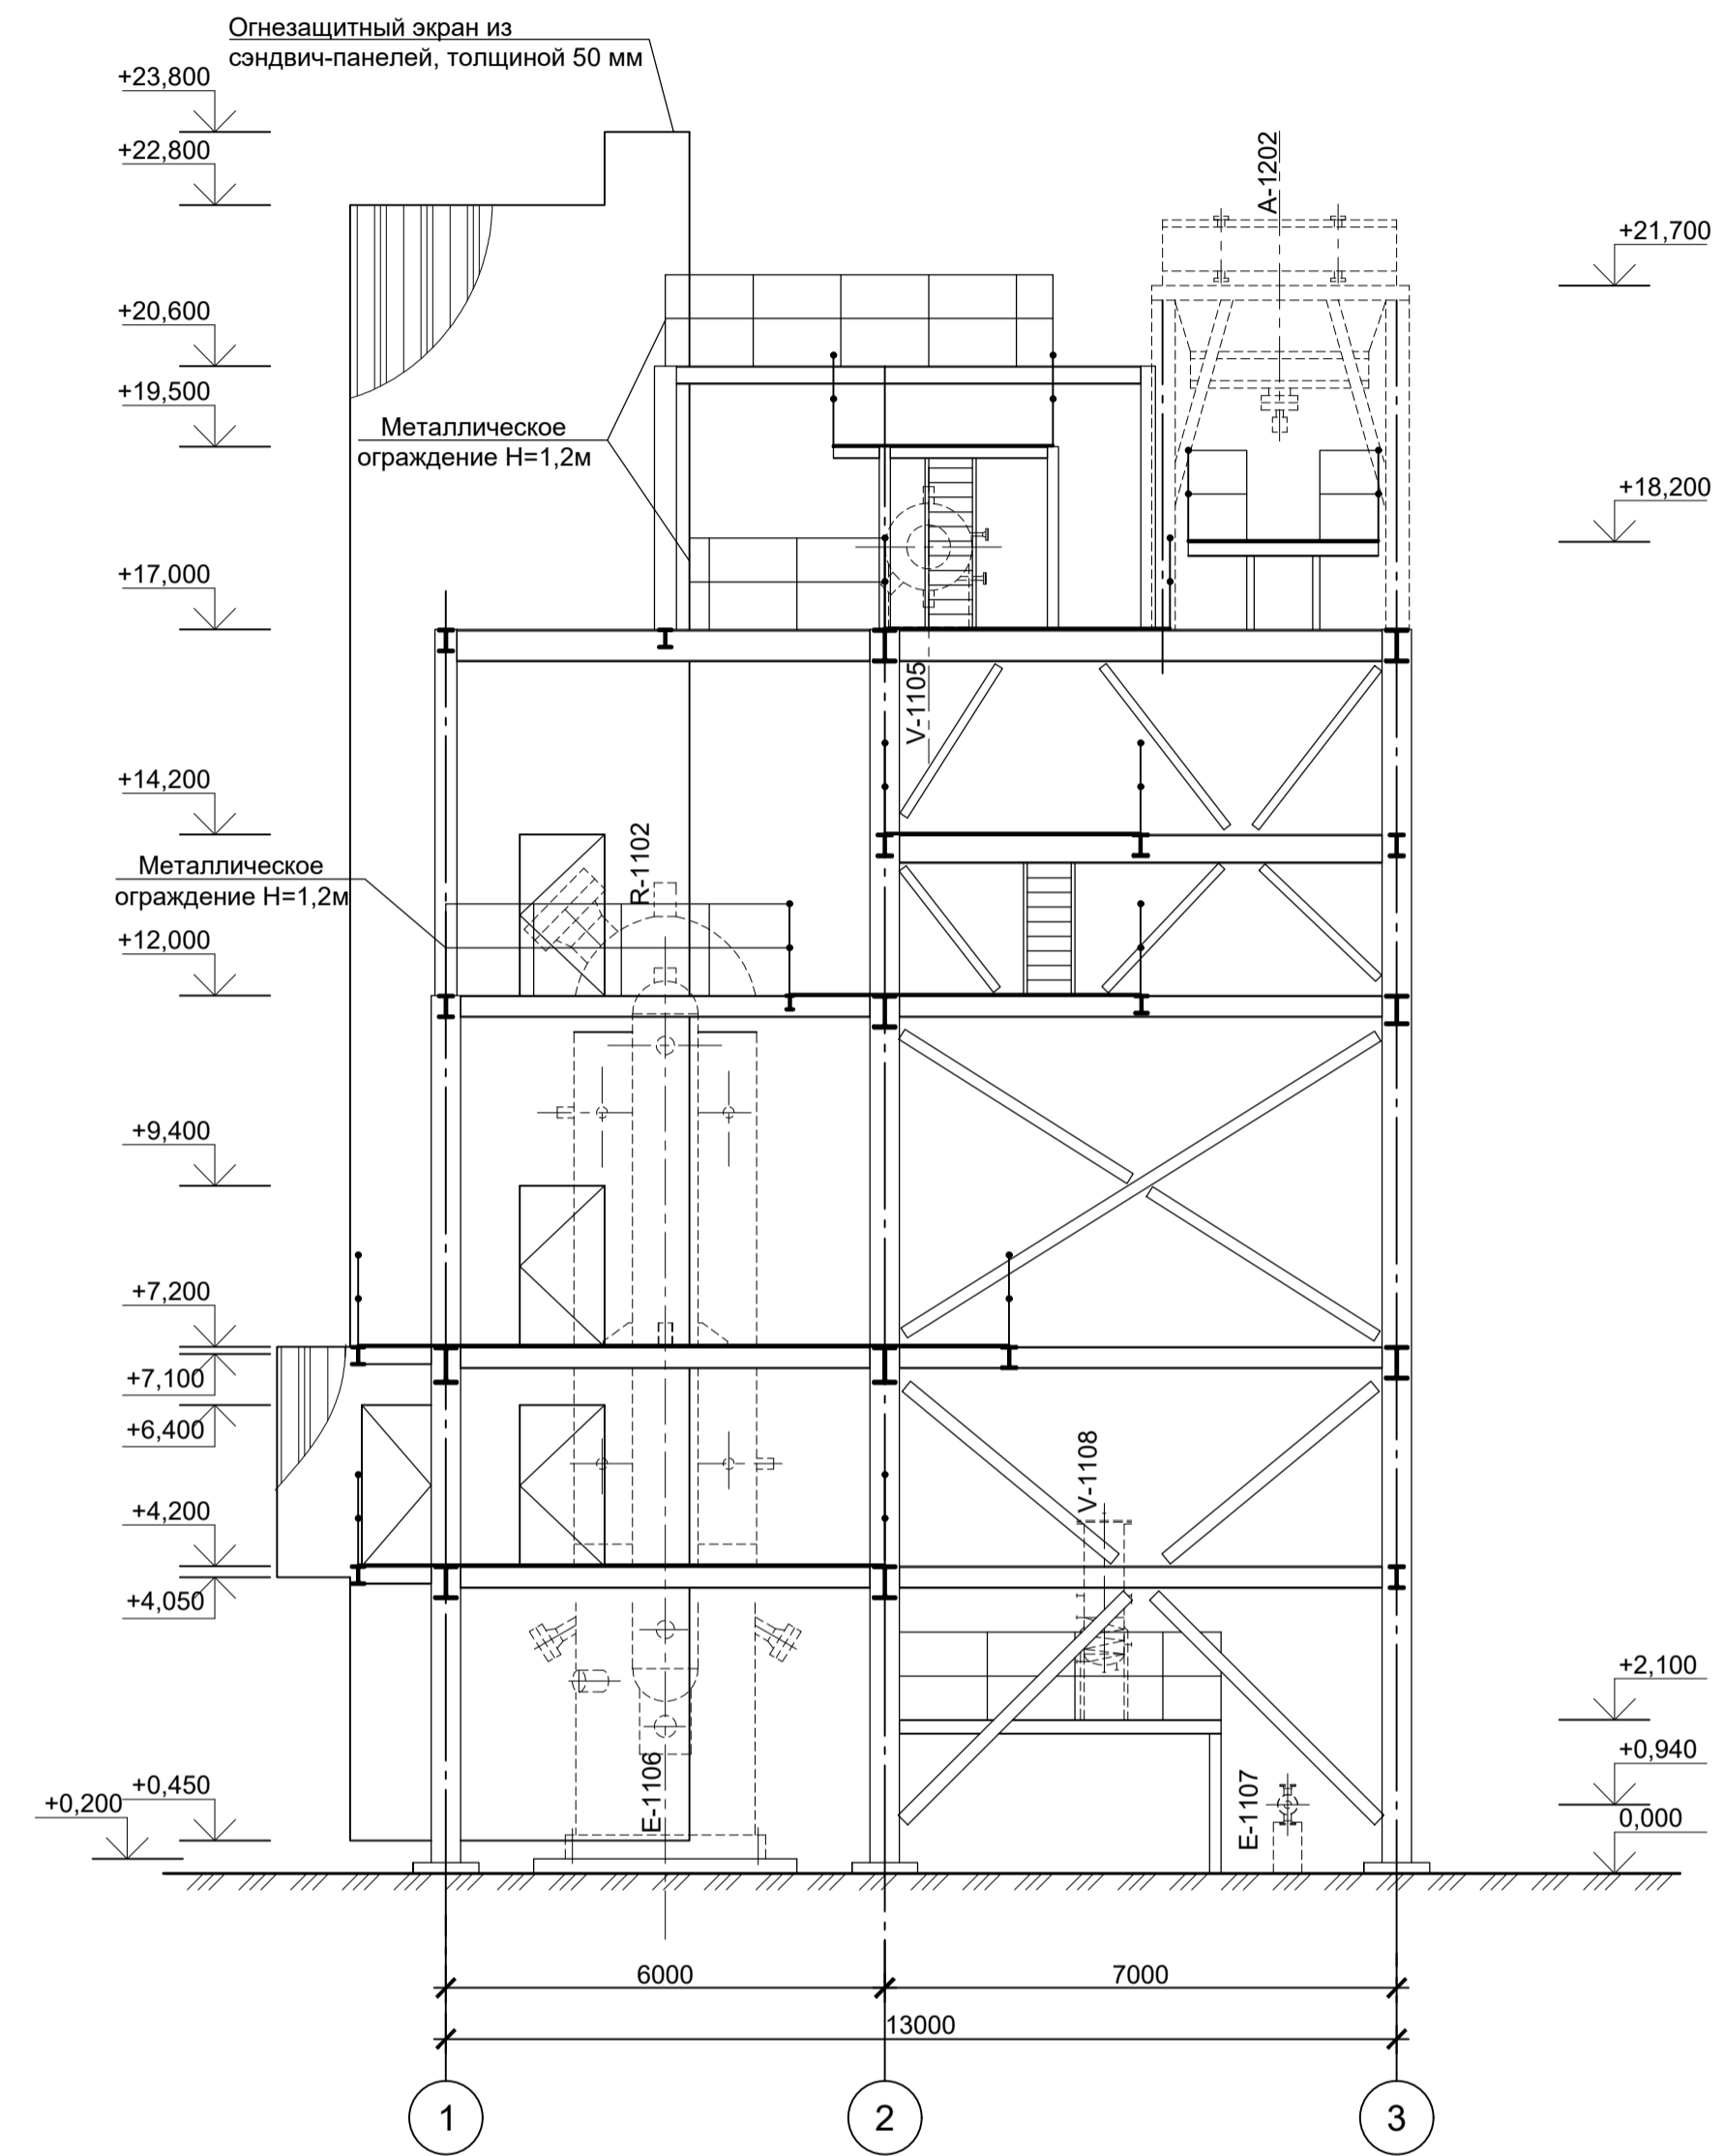 Огнезащитный экран из
сэндвич-панелей, толщиной 50 мм
+23,800
+22,800
A-1202
+21,700
+20,600
+19,500
Металлическое
ограждение Н=1,2м
+18,200
+17,000
V-1105
+14,200
R-1102
Металлическое
ограждение Н=1,2м
+12,000
+9,400
+7,200
+7,100
+6,400
V-1108
+4,200
+4,050
+2,100
+0,940
E-1106
E-1107
+0,450
+0,200
0,000
6000
7000
13000
1
2
3